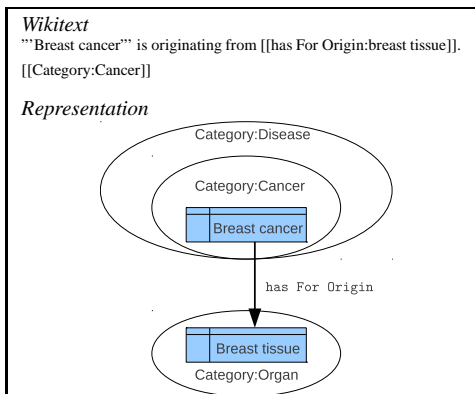 Wikitext
”’Breast cancer”’ is originating from [[has For Origin:breast tissue]].
[[Category:Cancer]]
Representation
Category:Disease
Category:Cancer
Breast cancer
has For Origin
Breast tissue
Category:Organ